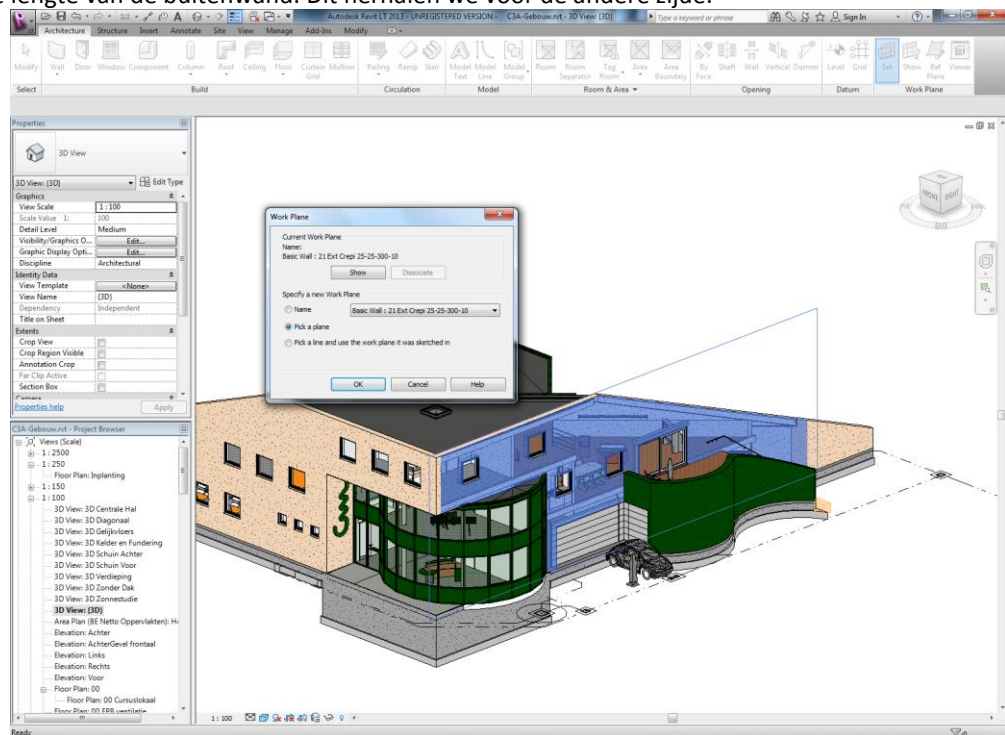 lengte van de buitenwand. Dit herhalen we voor de andere zijde.
Autodesk Revit LT 2013 - UNREGISTERED VERSION - C3A-Gebouw.rvt - 3D View: {3D}
Type a keyword or phrase
Sign In
Architecture Structure Insert Annotate Site View Manage Add-Ins Modify
Modify Wall Door Window Component Column Roof Ceiling Floor Curtain Grid Mullion Railing Ramp Stair Model Text Model Line Model Group Room Room Separator Tag Room Area Area Boundary By Face Shaft Wall Vertical Dormer Level Grid Set Show Ref Plane Viewer
Select Build Circulation Model Room & Area Opening Datum Work Plane
Properties
3D View
3D View: {3D} Edit Type
Graphics
View Scale 1 : 100
Scale Value 1: 100
Detail Level Medium
Visibility/Graphics O... Edit...
Graphic Display Opti... Edit...
Discipline Architectural
Identity Data
View Template <None>
View Name {3D}
Dependency Independent
Title on Sheet
Extents
Crop View
Crop Region Visible
Annotation Crop
Far Clip Active
Section Box
Camera
Properties help Apply
C3A-Gebouw.rvt - Project Browser
Views (Scale)
1 : 2500
1 : 250
Floor Plan: Inplanting
1 : 150
1 : 100
3D View: 3D Centrale Hal
3D View: 3D Diagonaal
3D View: 3D Gelijkvloers
3D View: 3D Kelder en Fundering
3D View: 3D Schuin Achter
3D View: 3D Schuin Voor
3D View: 3D Verdieping
3D View: 3D Zonder Dak
3D View: 3D Zonnestudie
3D View: {3D}
Area Plan (BE Netto Oppervlakten): H
Elevation: Achter
Elevation: AchterGevel frontaal
Elevation: Links
Elevation: Rechts
Elevation: Voor
Floor Plan: 00
Floor Plan: 00 Cursuslokaal
Floor Plan: 00 EPB ventilatie
Work Plane
Current Work Plane
Name:
Basic Wall : 21 Ext Crepi 25-25-300-10
Show Dissociate
Specify a new Work Plane
Name Basic Wall : 21 Ext Crepi 25-25-300-10
Pick a plane
Pick a line and use the work plane it was sketched in
OK Cancel Help
FRONT RIGHT
1 : 100
Ready